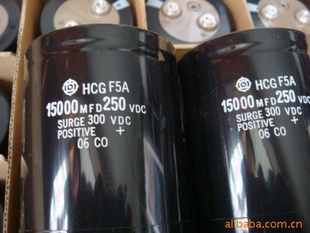 HCG F5A
15000 MFD 250 VDC
SURGE 300 VDC
POSITIVE +
06 CO
HCG F5A
15000 MFD 250 VDC
SURGE 300 VDC
POSITIVE +
06 CO
alibaba.com.cn